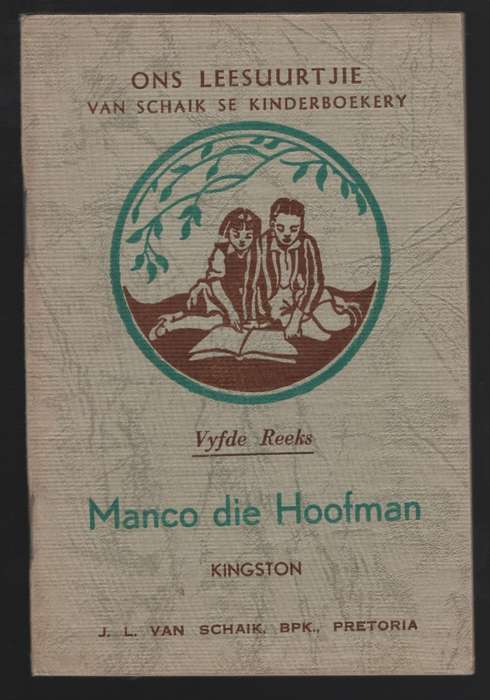 ONS LEESUURTJIE
VAN SCHAIK SE KINDERBOEKERY
Vyfde Reeks
Manco die Hoofman
KINGSTON
J. L. VAN SCHAIK, BPK., PRETORIA